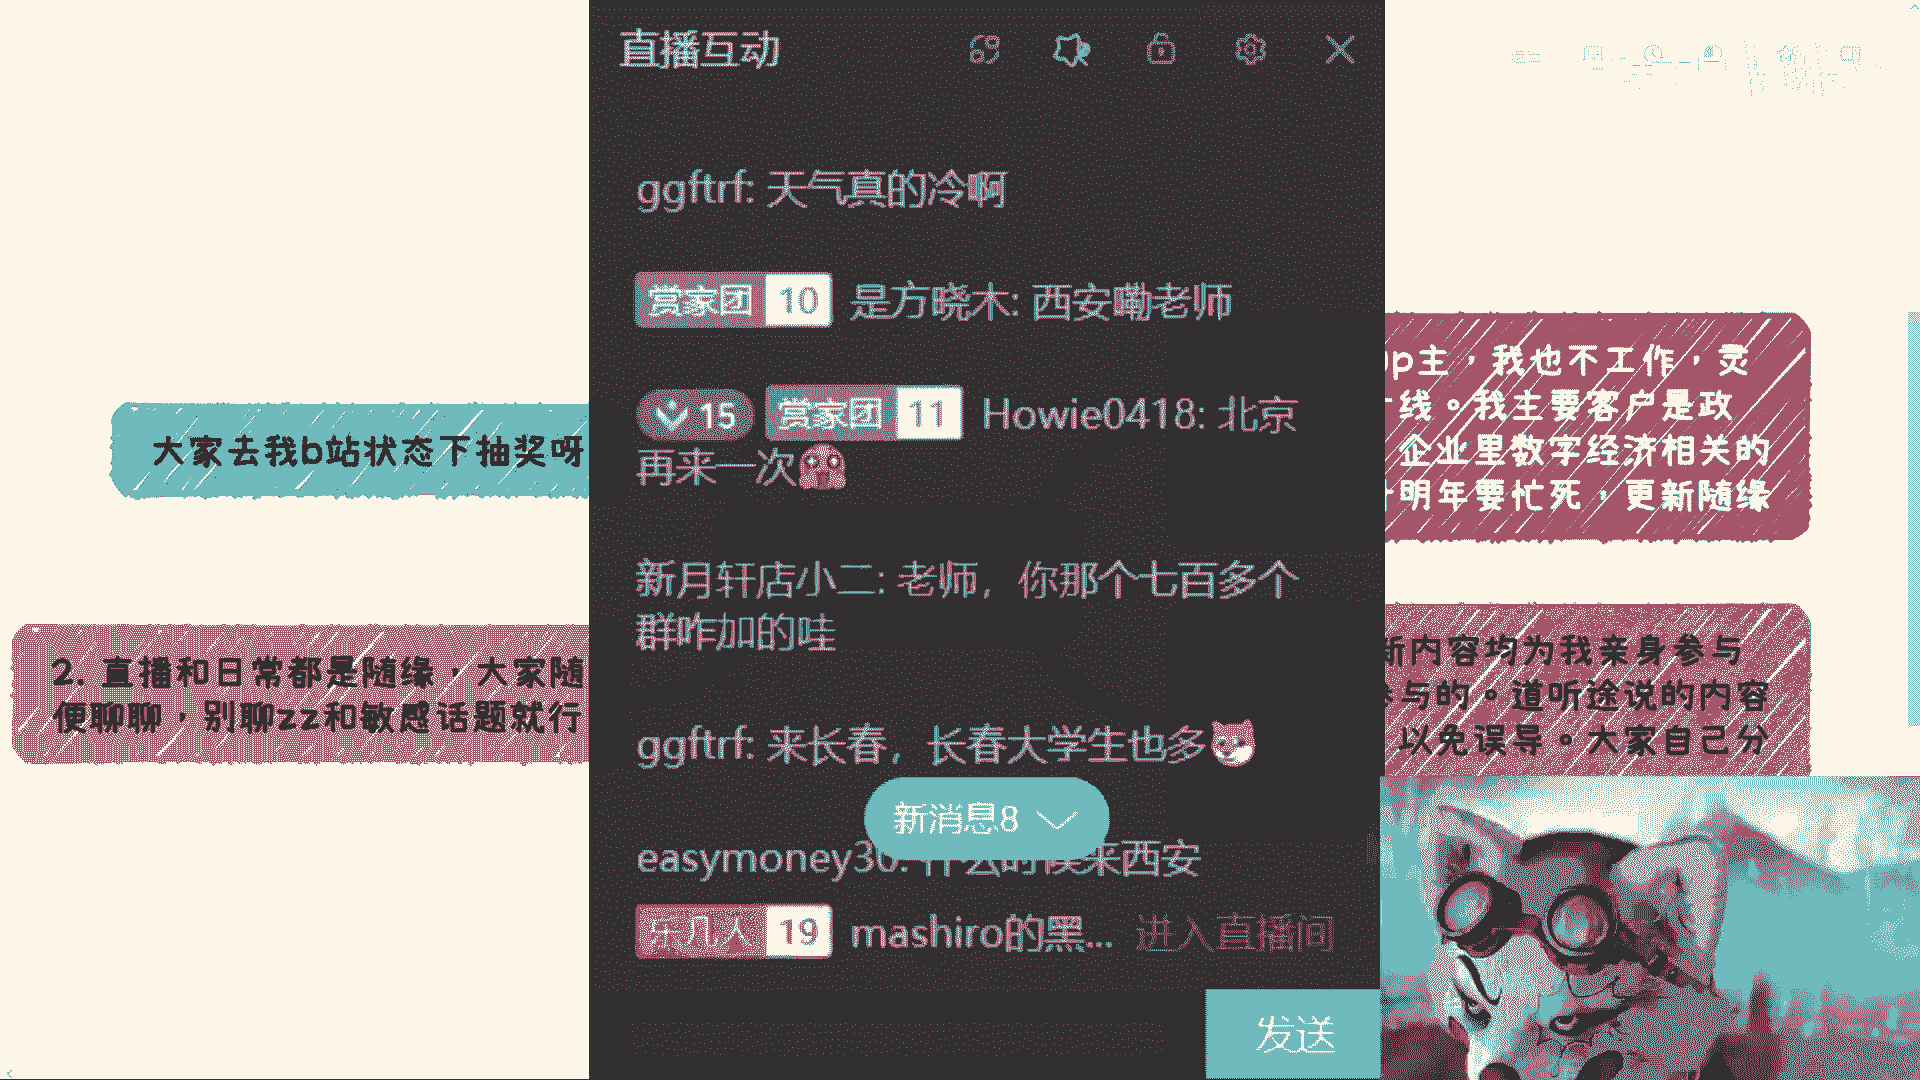 直播互动
ggftrf: 天气真的冷啊
赏家团 10 是方晓木: 西安嘞老师
15 赏家团 11 Howie0418: 北京
再来一次
新月轩店小二: 老师，你那个七百多个
群咋加的哇
ggftrf: 来长春，长春大学生也多
新消息8
easymoney30: 什么时候来西安
乐几人 19 mashiro的黑... 进入直播间
发送
大家去我b站状态下抽奖呀
2. 直播和日常都是随缘，大家随
便聊聊，别聊zz和敏感话题就行
p主，我也不工作，灵
线。我主要客户是政
企业里数字经济相关的
明年要忙死，更新随缘
新内容均为我亲身参与
参与的。道听途说的内容
以免误导。大家自己分